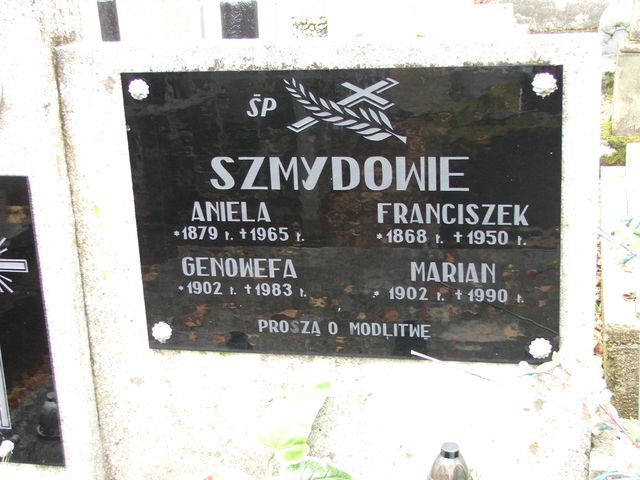 ŚP
SZMYDOWIE
ANIELA FRANCISZEK
*1879 r. †1965 r. *1868 r. †1950 r.
GENOWEFA MARIAN
*1902 r. †1983 r. *1902 r. †1990 r.
PROSZĄ O MODLITWĘ